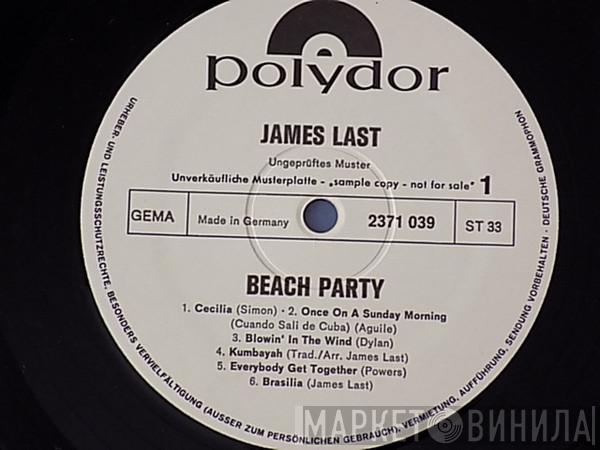 polydor
JAMES LAST
Ungeprüftes Muster
Unverkäufliche Musterplatte - „sample copy - not for sale" 1
GEMA Made in Germany 2371 039 ST 33
BEACH PARTY
1. Cecilia (Simon) · 2. Once On A Sunday Morning
(Cuando Sali de Cuba) (Aguile)
3. Blowin' In The Wind (Dylan)
4. Kumbayah (Trad./Arr. James Last)
5. Everybody Get Together (Powers)
6. Brasilia (James Last)
URHEBER- UND LEISTUNGSSCHUTZRECHTE, BESONDERS VERVIELFÄLTIGUNG (AUSSER ZUM PERSÖNLICHEN GEBRAUCH), VERMIETUNG, AUFFÜHRUNG, SENDUNG VORBEHALTEN · DEUTSCHE GRAMMOPHON
МАРКЕТ ВИНИЛА